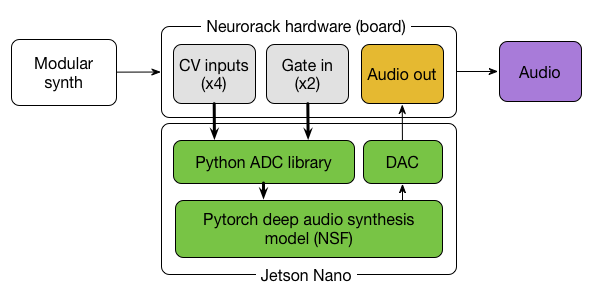 Neurorack hardware (board)
Modular
synth
CV inputs
(x4)
Gate in
(x2)
Audio out
Audio
Python ADC library
DAC
Pytorch deep audio synthesis
model (NSF)
Jetson Nano